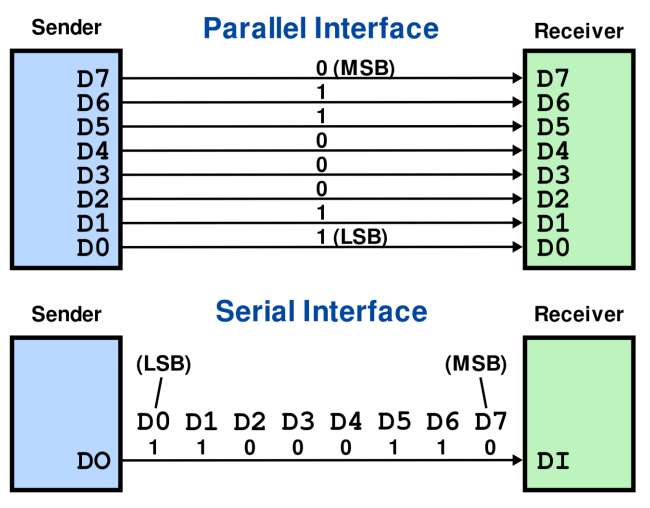 Sender Parallel Interface Receiver
D7 0 (MSB) D7
D6 1 D6
D5 1 D5
D4 0 D4
D3 0 D3
D2 0 D2
D1 1 D1
D0 1 (LSB) D0
Sender Serial Interface Receiver
(LSB) (MSB)
D0 D1 D2 D3 D4 D5 D6 D7
1 1 0 0 0 1 1 0
DO DI